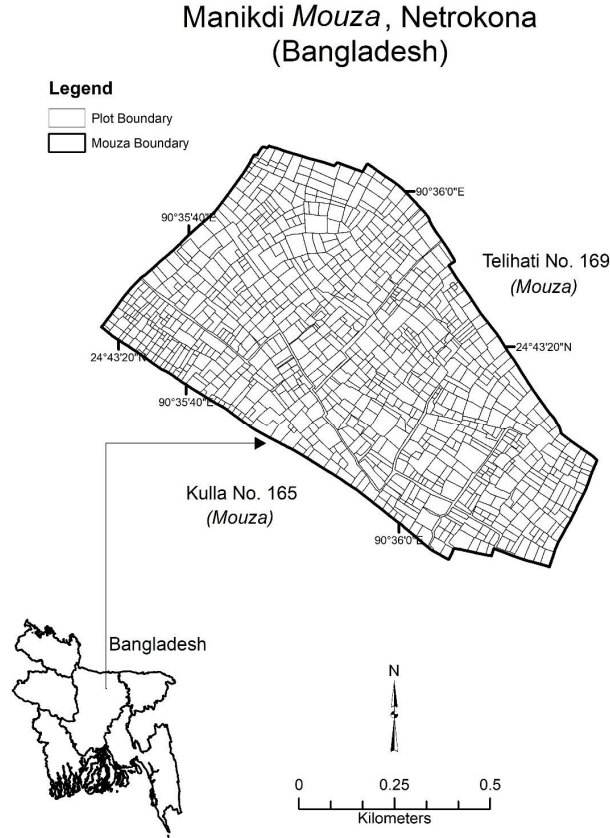 Manikdi Mouza, Netrokona
(Bangladesh)
Legend
Plot Boundary
Mouza Boundary
90°36'0"E
90°35'40"E
Telihati No. 169
(Mouza)
24°43'20"N
24°43'20"N
90°35'40"E
Kulla No. 165
(Mouza)
90°36'0"E
Bangladesh
N
0 0.25 0.5
Kilometers